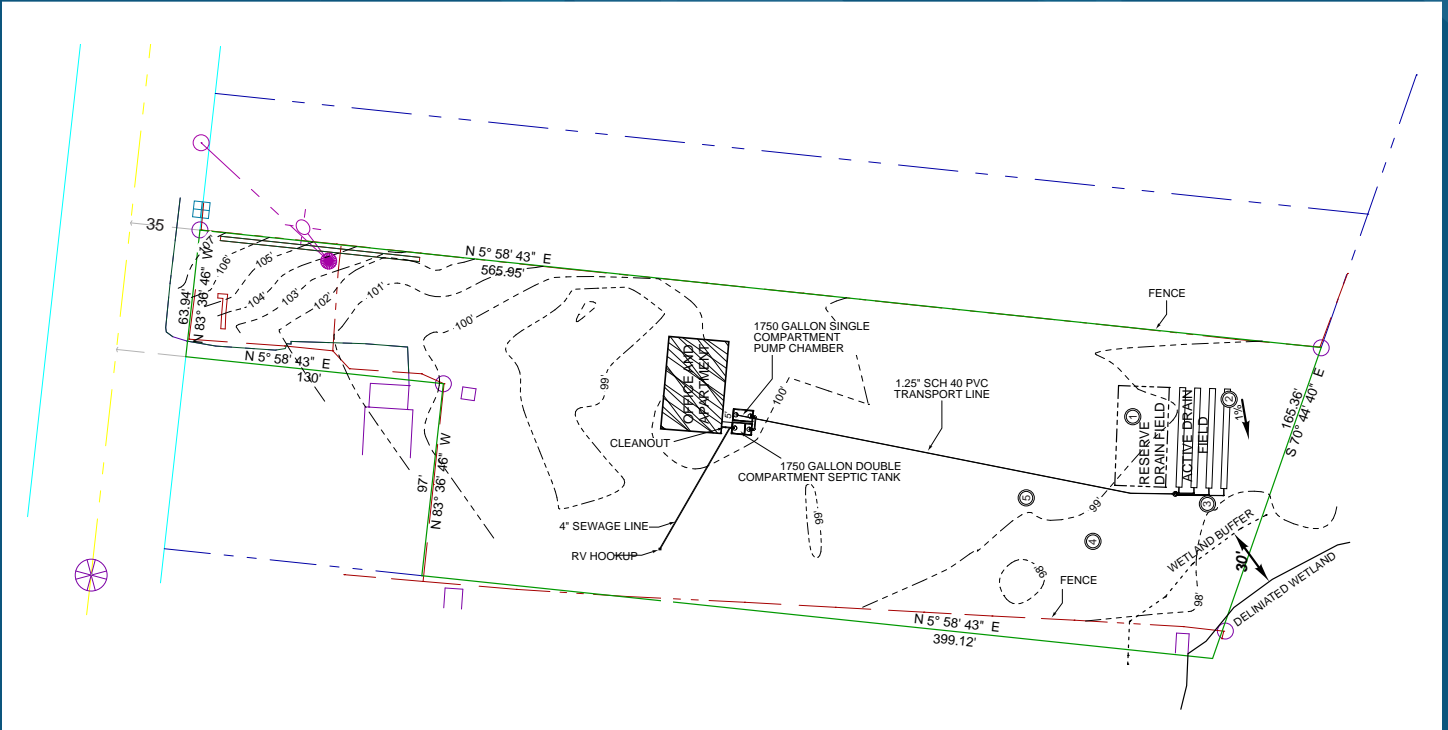 35
107'
106'
105'
104'
103'
102'
101'
100'
63.94'
N 83° 36' 46" W
N 5° 58' 43" E
565.95'
N 5° 58' 43" E
130'
97'
N 83° 36' 46" W
99'
OFFICE AND
APARTMENT
5'
1750 GALLON SINGLE
COMPARTMENT
PUMP CHAMBER
100'
CLEANOUT
1750 GALLON DOUBLE
COMPARTMENT SEPTIC TANK
4" SEWAGE LINE
RV HOOKUP
99'
1.25" SCH 40 PVC
TRANSPORT LINE
FENCE
1
RESERVE
DRAIN FIELD
ACTIVE DRAIN
FIELD
2
1%
3
165.36'
S 70° 44' 40" E
5
99'
4
98
WETLAND BUFFER
30'
DELINIATED WETLAND
98'
FENCE
N 5° 58' 43" E
399.12'